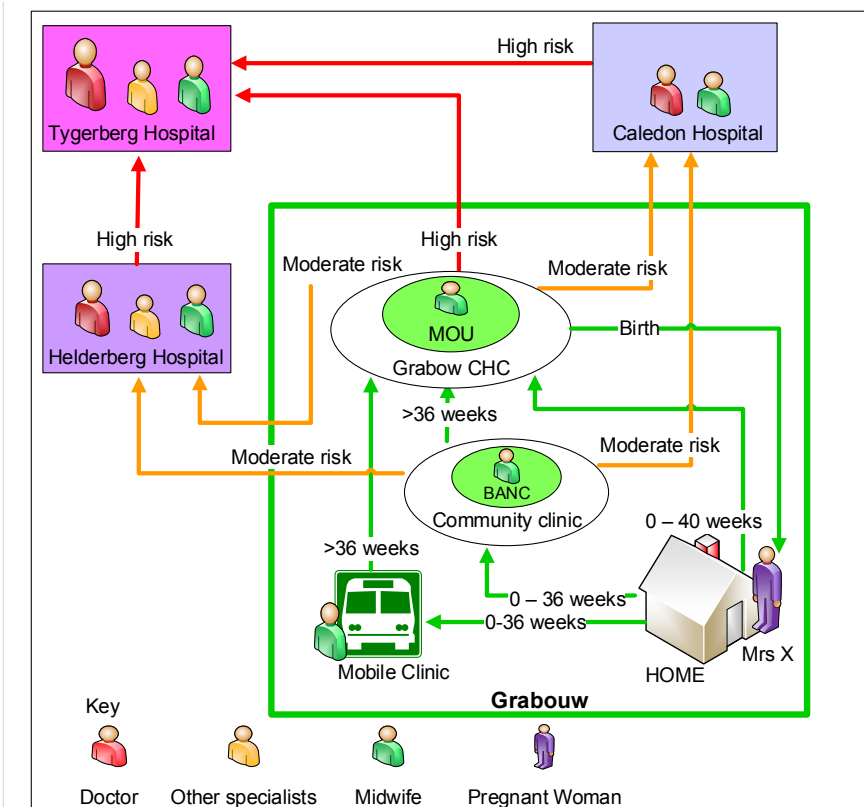 High risk
Tygerberg Hospital
Caledon Hospital
High risk
High risk
Moderate risk
Moderate risk
MOU
Birth
Helderberg Hospital
Grabow CHC
>36 weeks
Moderate risk
Moderate risk
BANC
Community clinic
0 – 40 weeks
>36 weeks
0 – 36 weeks
0-36 weeks
Mobile Clinic
HOME
Mrs X
Grabouw
Key
Doctor
Other specialists
Midwife
Pregnant Woman